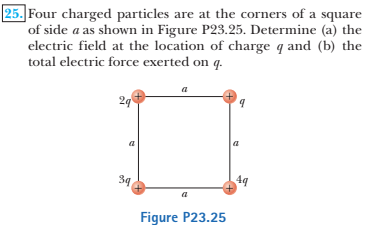 25. Four charged particles are at the corners of a square
of side a as shown in Figure P23.25. Determine (a) the
electric field at the location of charge q and (b) the
total electric force exerted on q.
a
2q + + q
a a
3q + + 4q
a
Figure P23.25